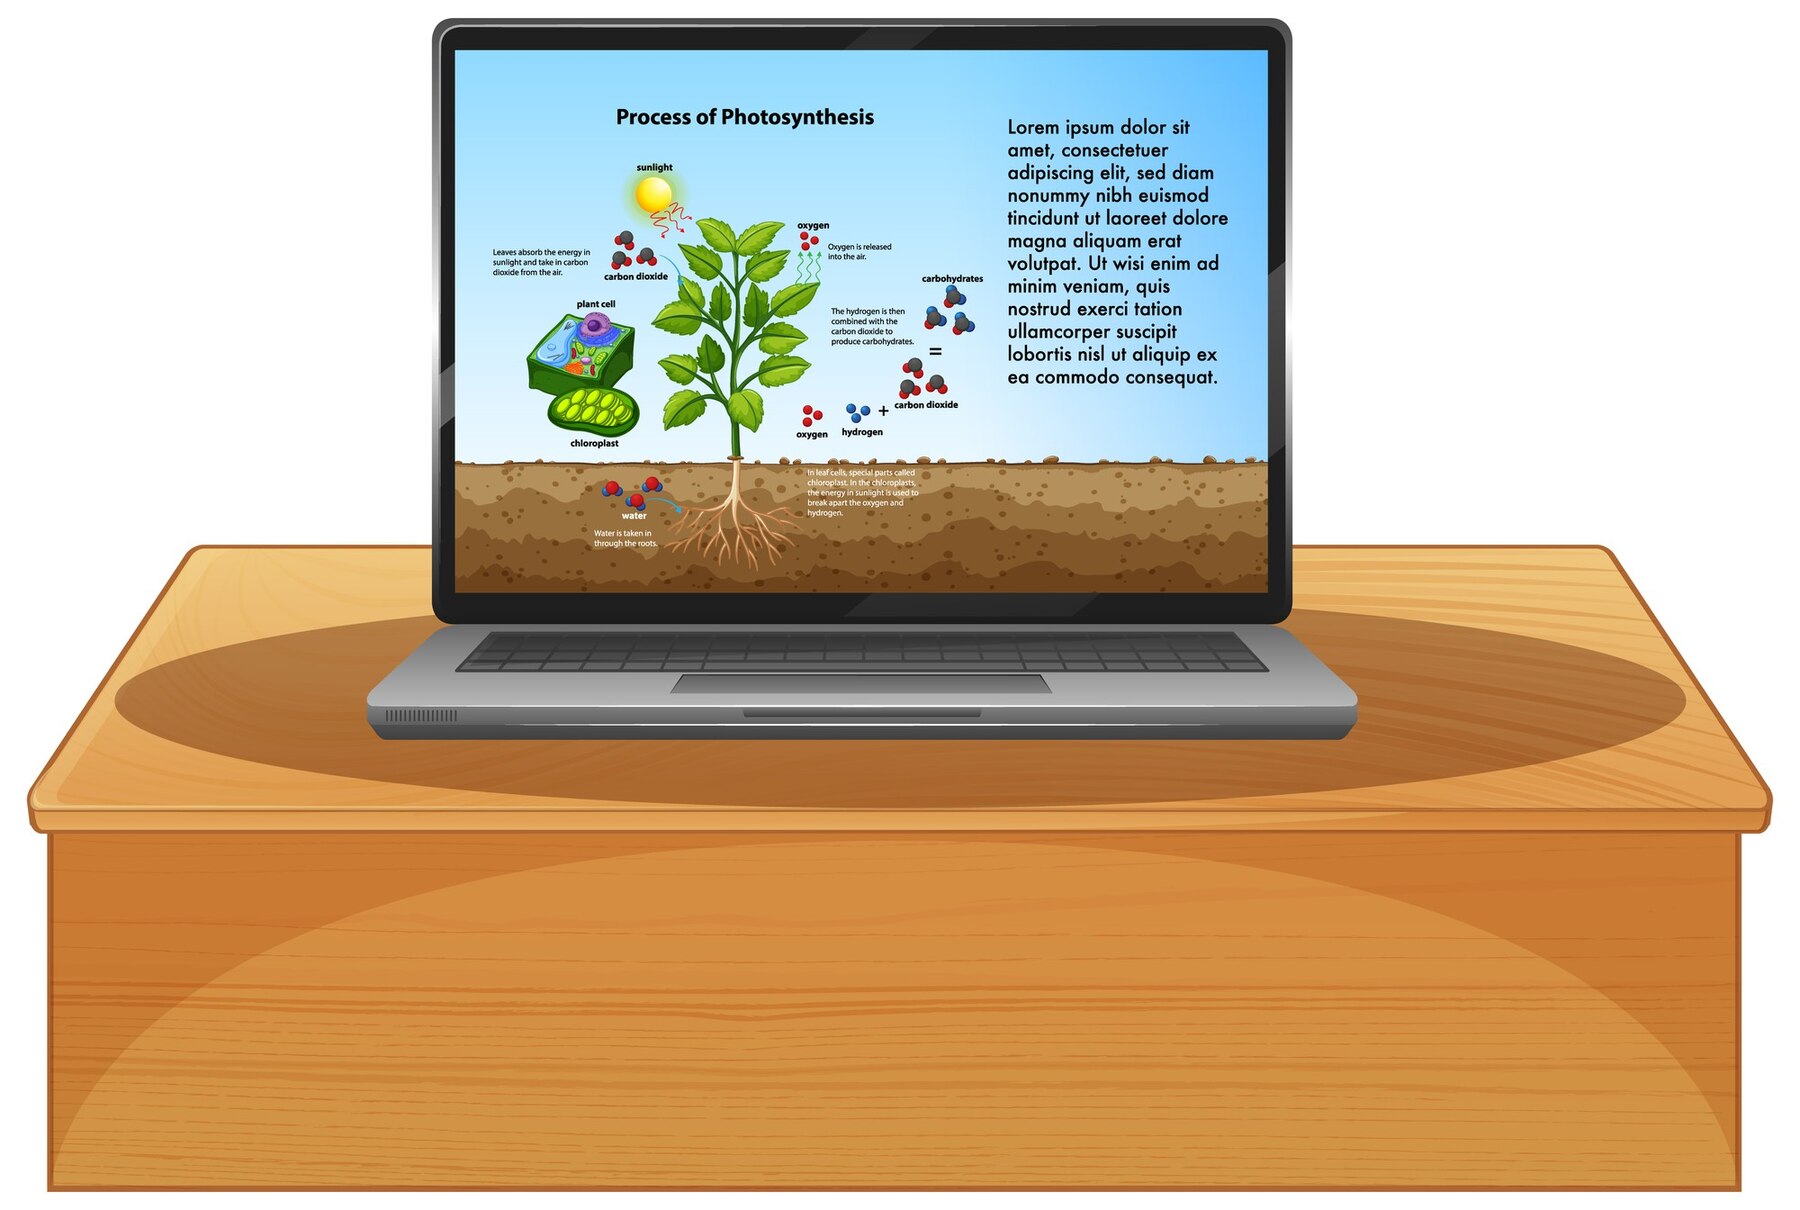 Process of Photosynthesis
sunlight
Leaves absorb the energy in
sunlight and take in carbon
dioxide from the air.
carbon dioxide
oxygen
Oxygen is released
into the air.
plant cell
chloroplast
carbohydrates
The hydrogen is then
combined with the
carbon dioxide to
produce carbohydrates.
=
carbon dioxide
oxygen
hydrogen
+
In leaf cells, special parts called
chloroplast. In the chloroplasts,
the energy in sunlight is used to
break apart the oxygen and
hydrogen.
water
Water is taken in
through the roots.
Lorem ipsum dolor sit
amet, consectetuer
adipiscing elit, sed diam
nonummy nibh euismod
tincidunt ut laoreet dolore
magna aliquam erat
volutpat. Ut wisi enim ad
minim veniam, quis
nostrud exerci tation
ullamcorper suscipit
lobortis nisl ut aliquip ex
ea commodo consequat.